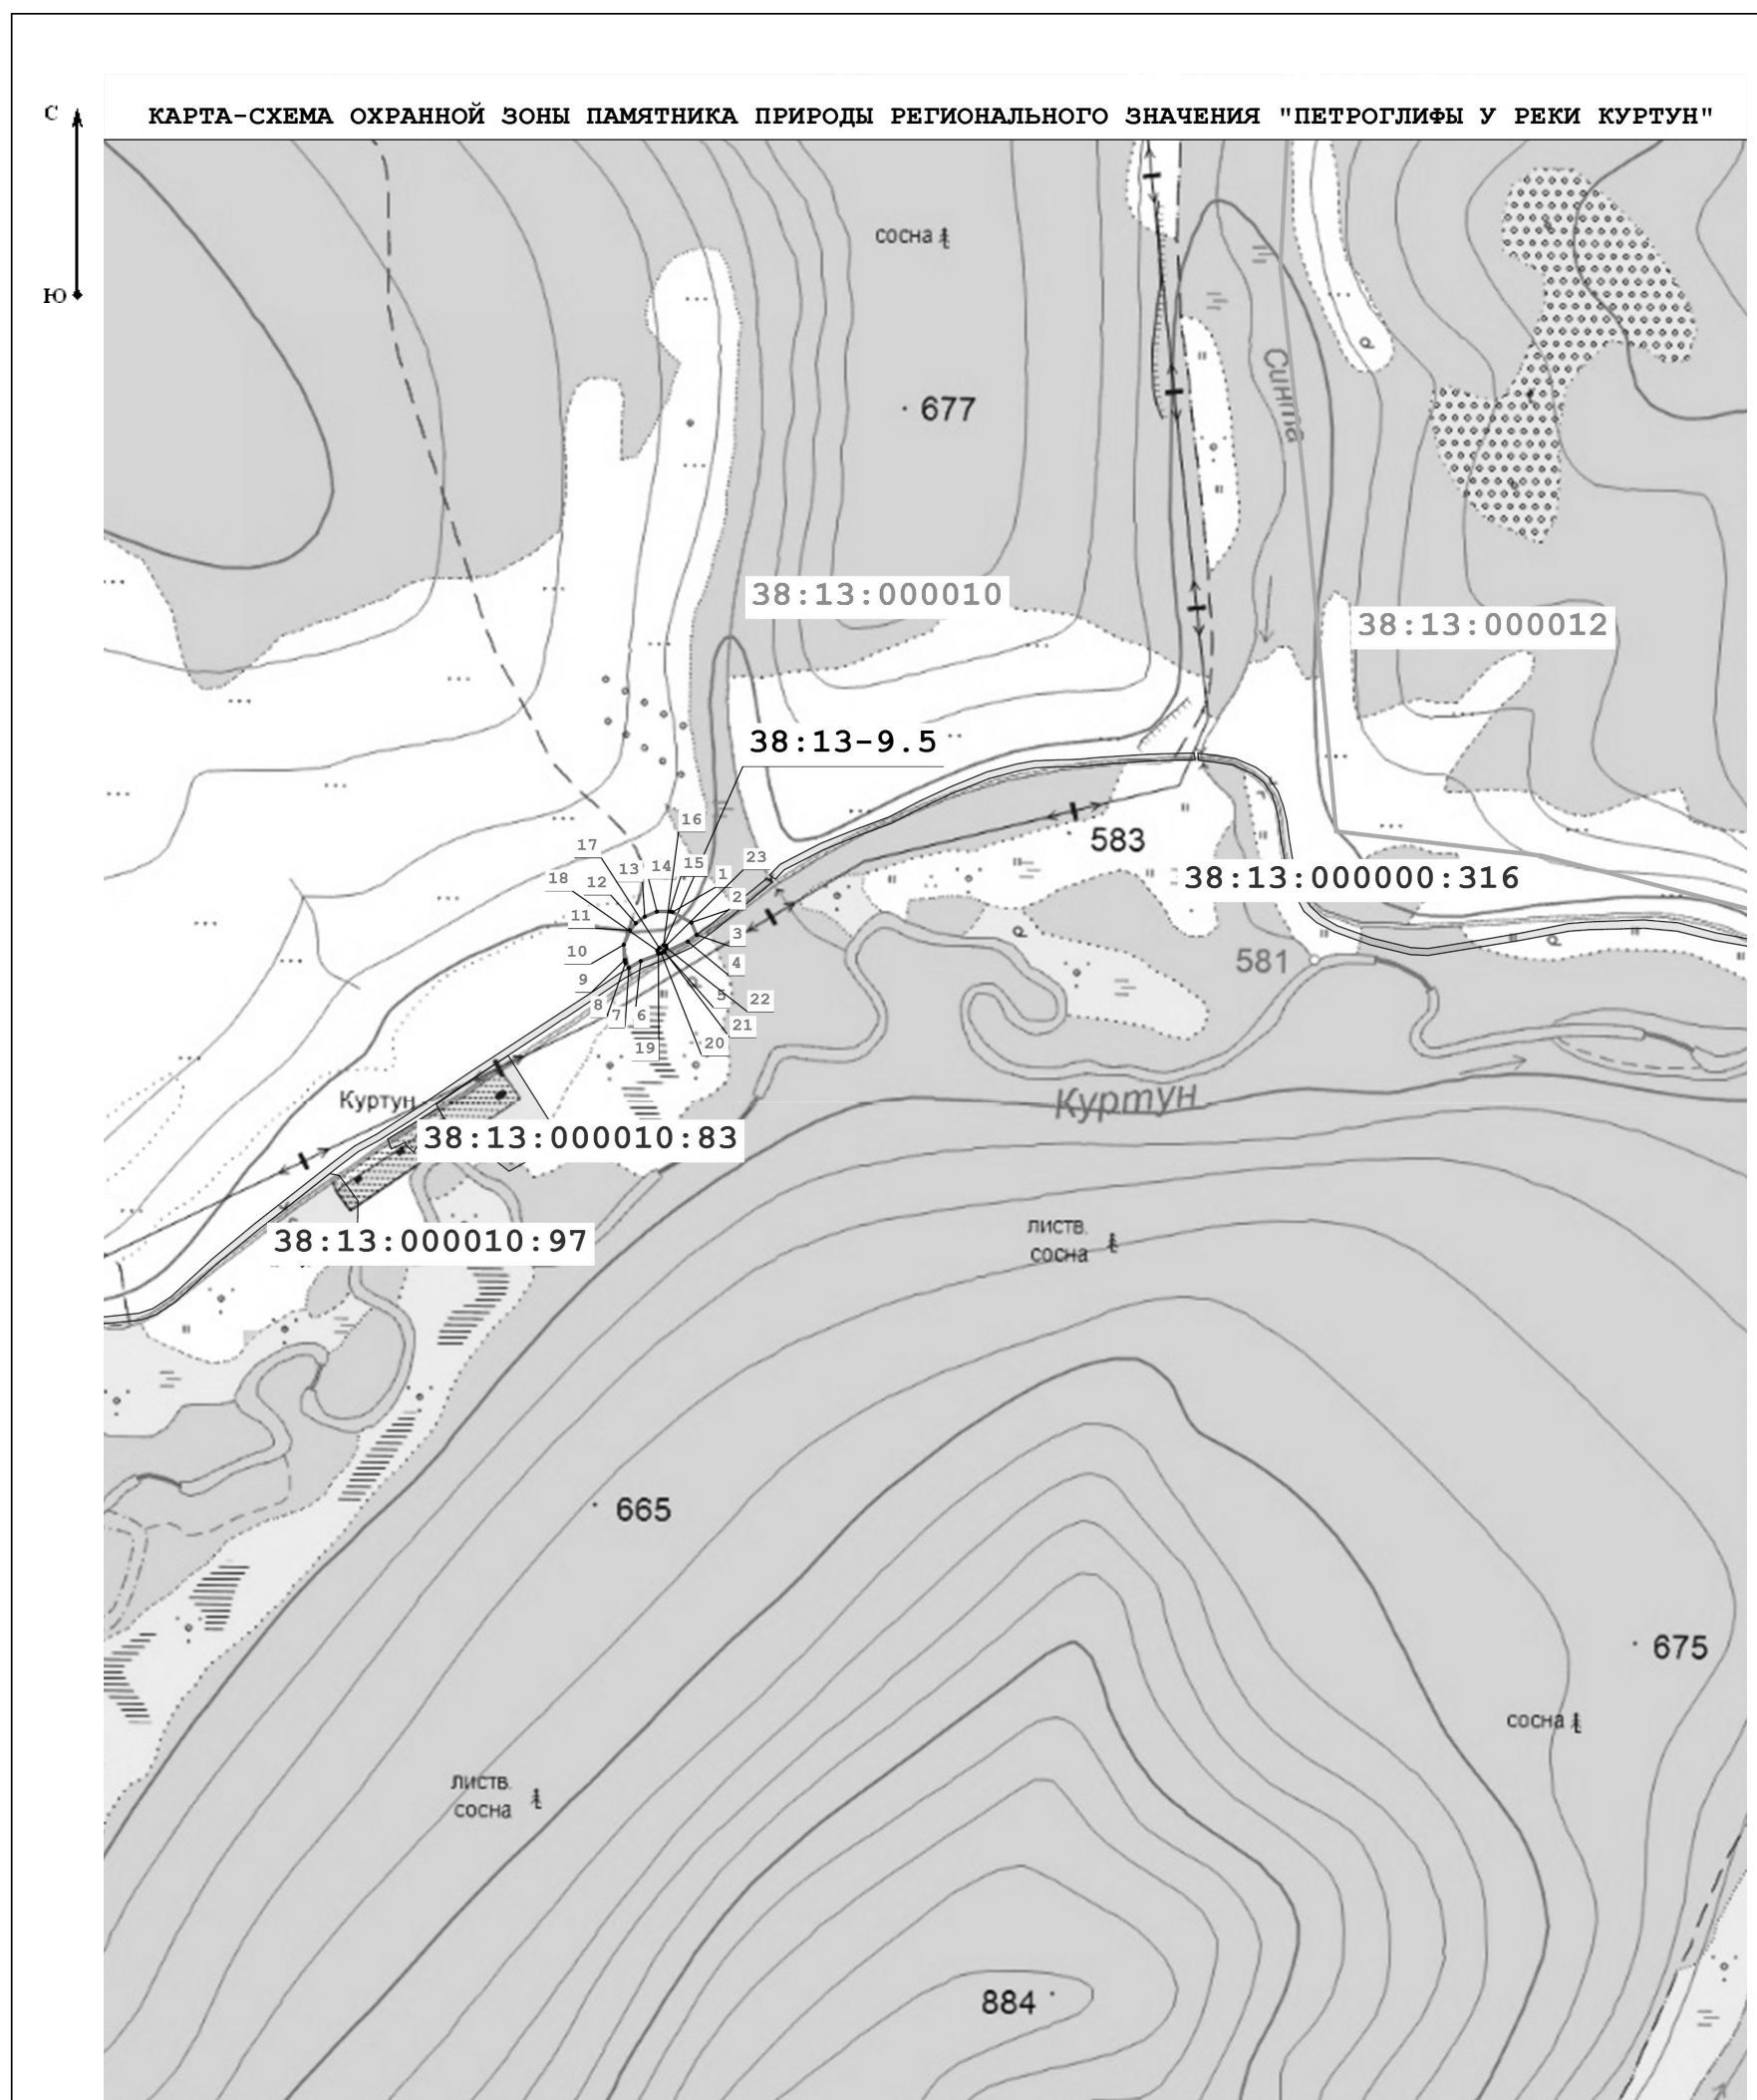 С
КАРТА-СХЕМА ОХРАННОЙ ЗОНЫ ПАМЯТНИКА ПРИРОДЫ РЕГИОНАЛЬНОГО ЗНАЧЕНИЯ "ПЕТРОГЛИФЫ У РЕКИ КУРТУН"
Ю
сосна
Синта
677
38:13:000010
38:13:000012
38:13-9.5
16
583
17
13
14
15
23
18
12
1
38:13:000000:316
2
11
3
10
4
581
9
5
22
8
7
6
21
19
20
Куртун
Куртун
38:13:000010:83
38:13:000010:97
листв.
сосна
665
675
сосна
листв.
сосна
884